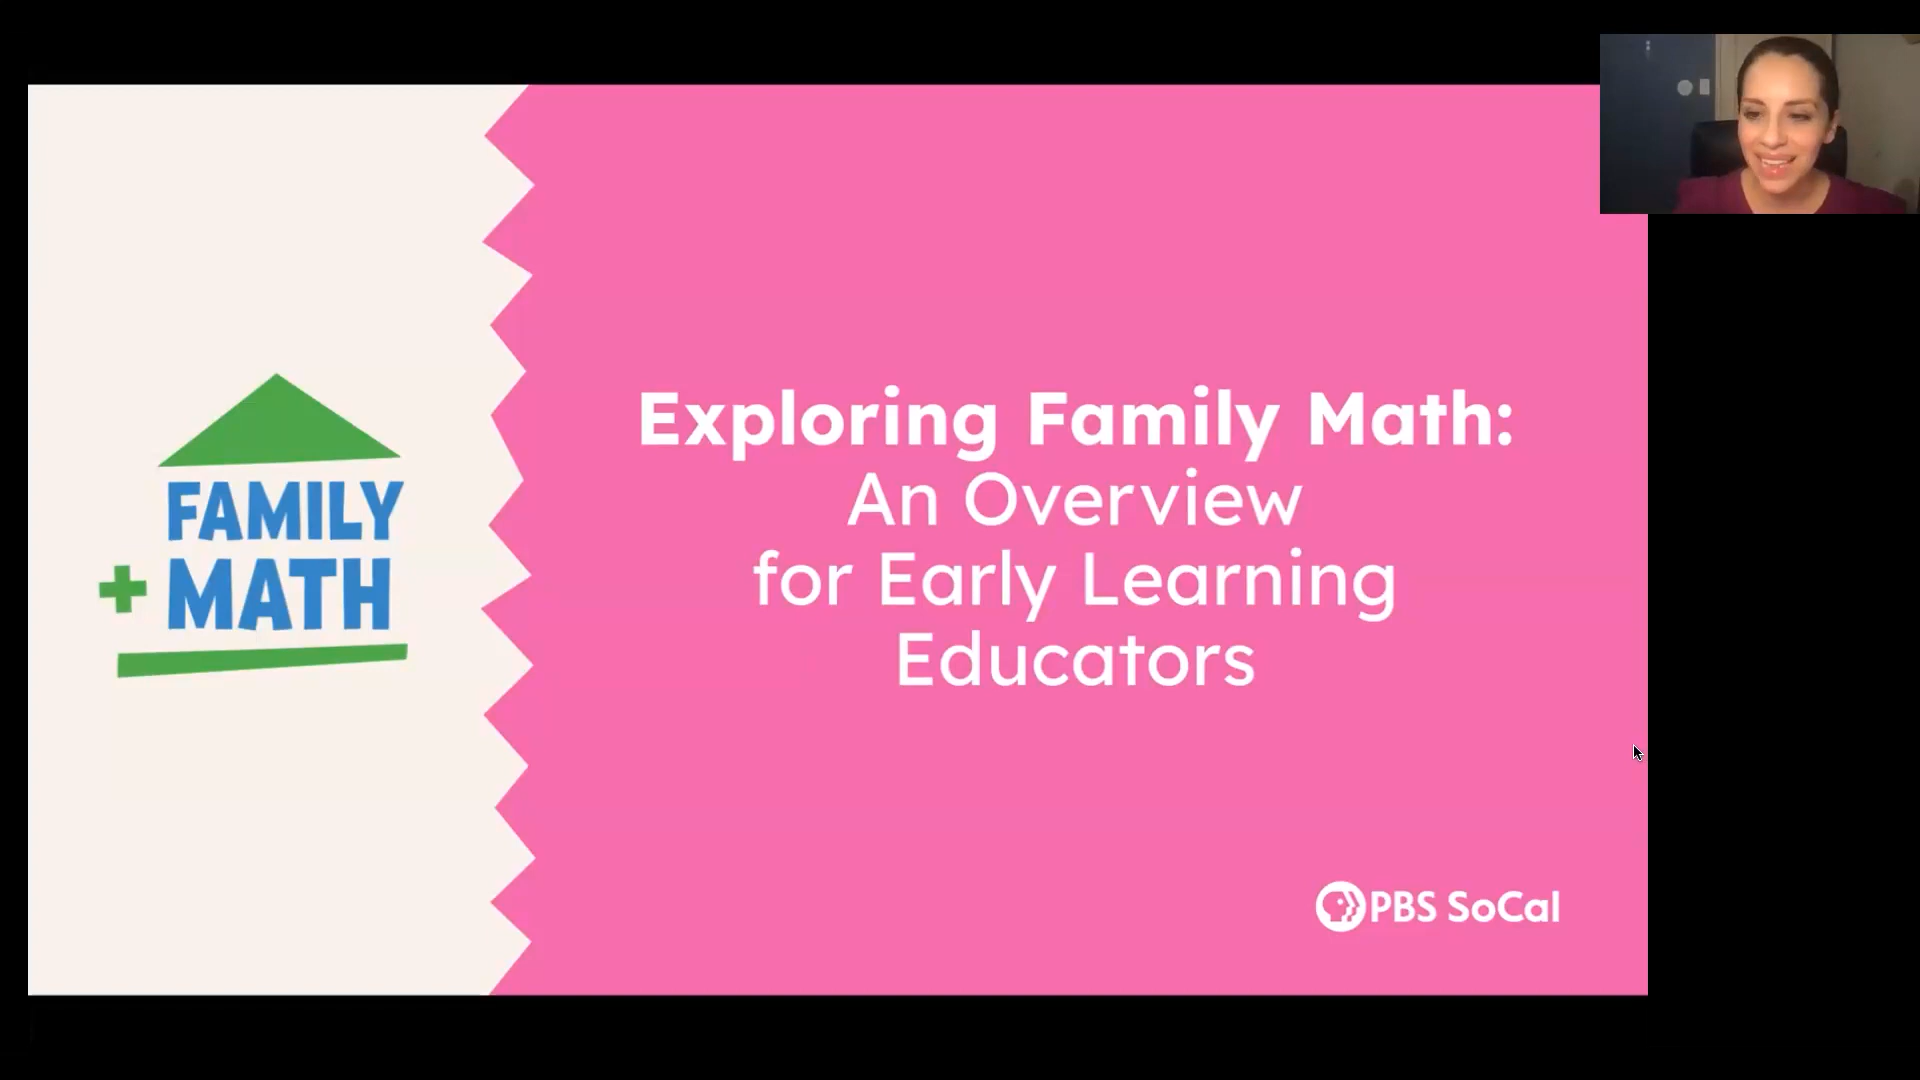 FAMILY
+ MATH
Exploring Family Math:
An Overview
for Early Learning
Educators
PBS SoCal